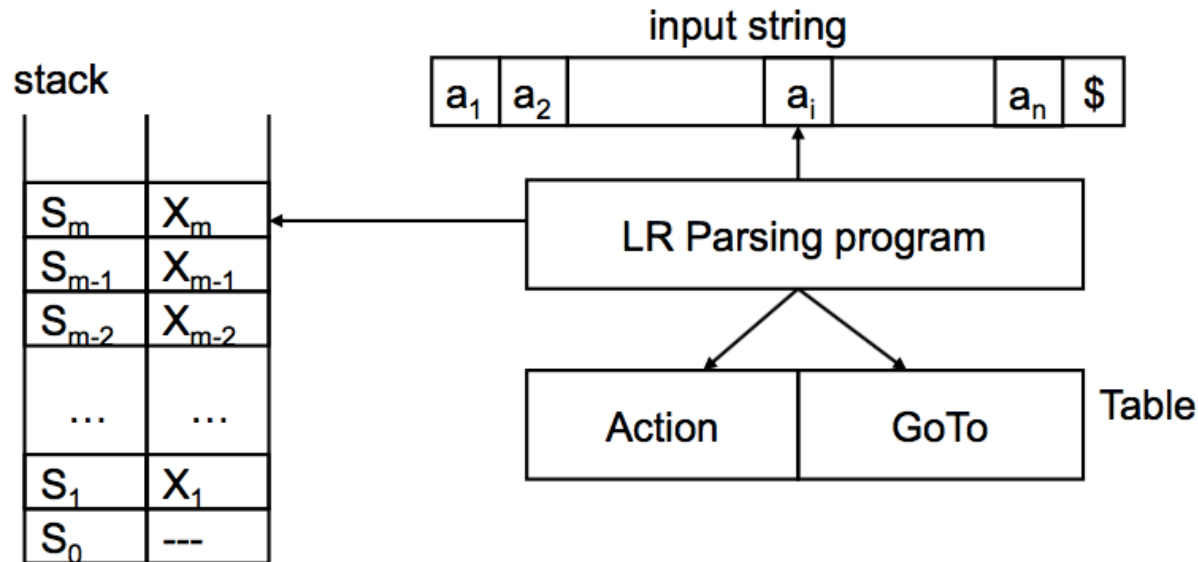 input string
stack
a₁ a₂ aᵢ aₙ $
Sₘ Xₘ
LR Parsing program
Sₘ₋₁ Xₘ₋₁
Sₘ₋₂ Xₘ₋₂
... ...
Action GoTo Table
S₁ X₁
S₀ ---